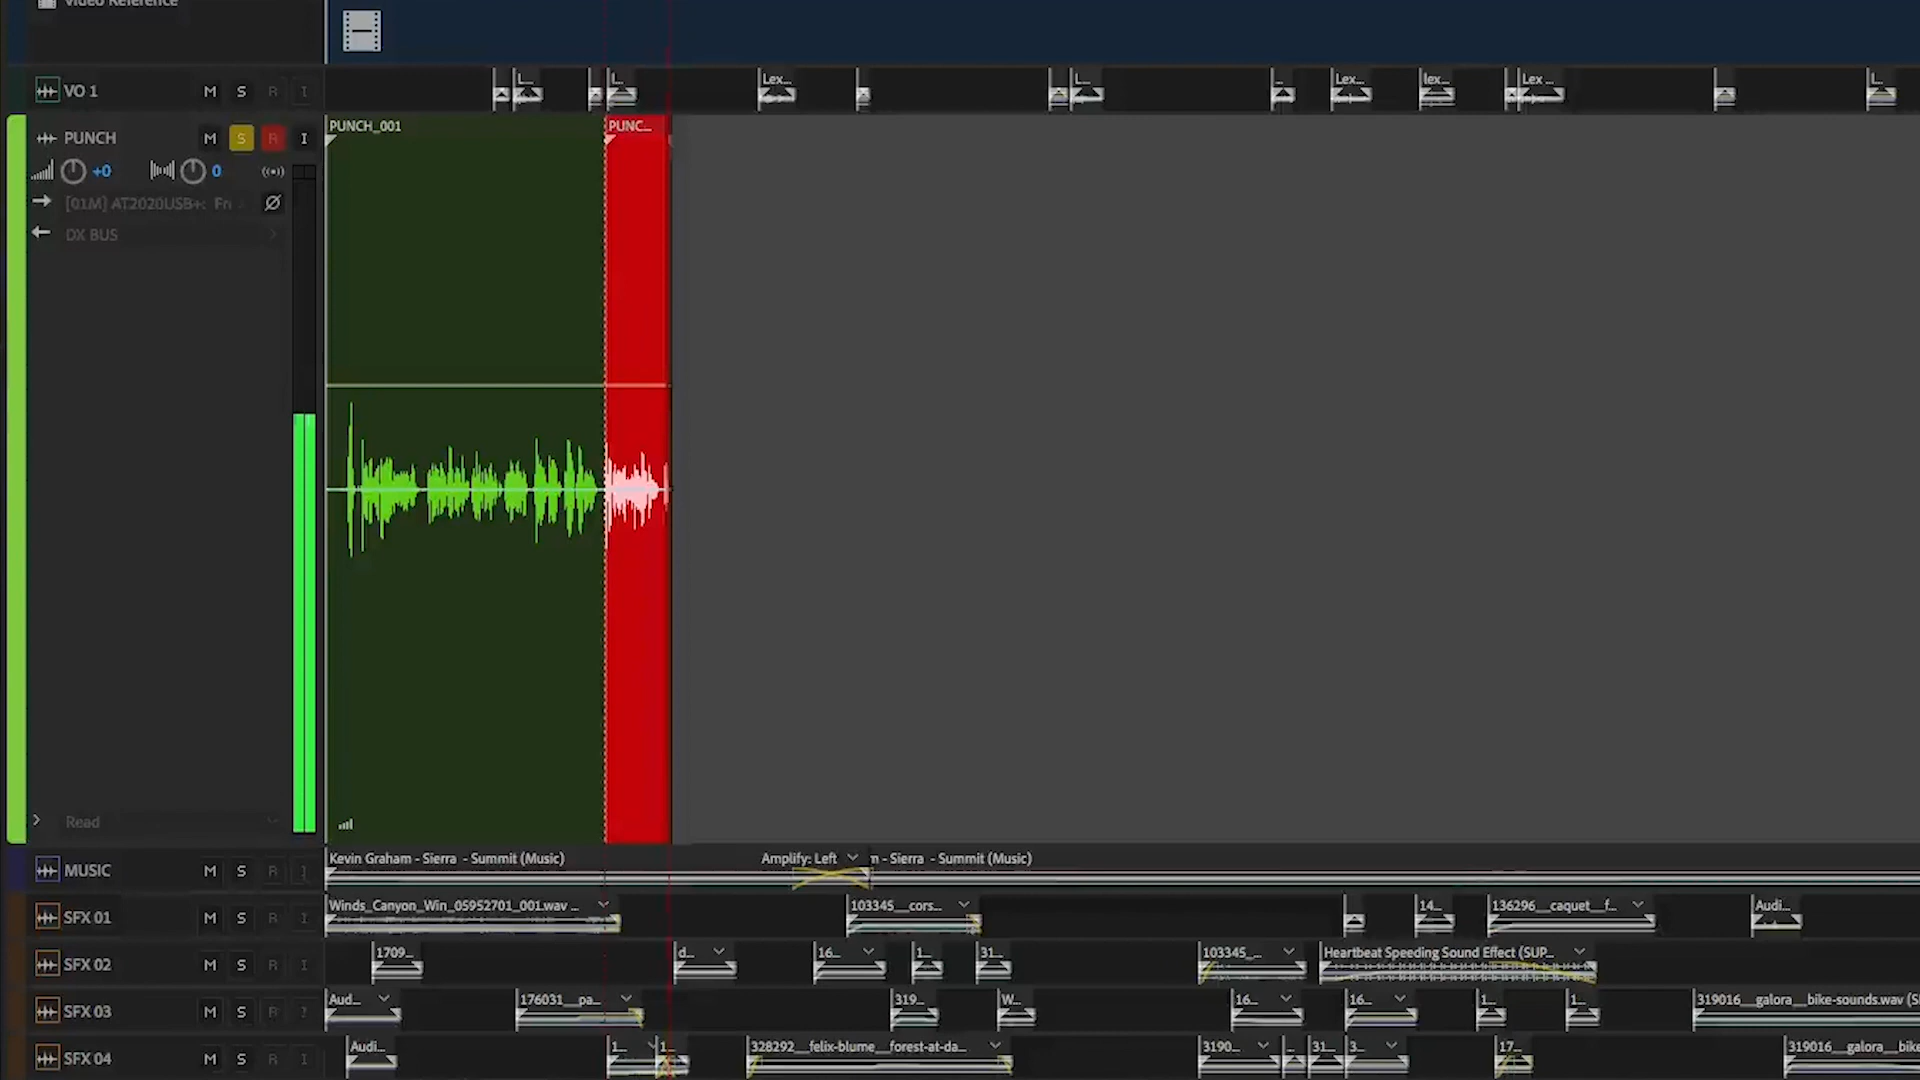 Video Reference
VO 1 M S R I L... L... Lex... L... .. Lex... lex... Lex ... L...
PUNCH M S R I PUNCH_001 PUNC...
+0 0
[01M] AT2020USB+: Fr
DX BUS
Read
MUSIC M S R I Kevin Graham - Sierra - Summit (Music) Amplify: Left m - Sierra - Summit (Music)
SFX 01 M S R I Winds_Canyon_Win_05952701_001.wav ... 103345__cors... 14... 136296__caquet__f... Audi...
SFX 02 M S R I 1709... d... 16... 1... 31... 103345_... Heartbeat Speeding Sound Effect (SUP...
SFX 03 M S R I Aud... 176031__pa... 319... W... 16... 16... 1... 1... 319016__galora__bike-sounds.wav (S
SFX 04 M S R I Audi... 1... 1... 328292__felix-blume__forest-at-da... 3190... ... 31... 3... 17... 319016__galora__bike